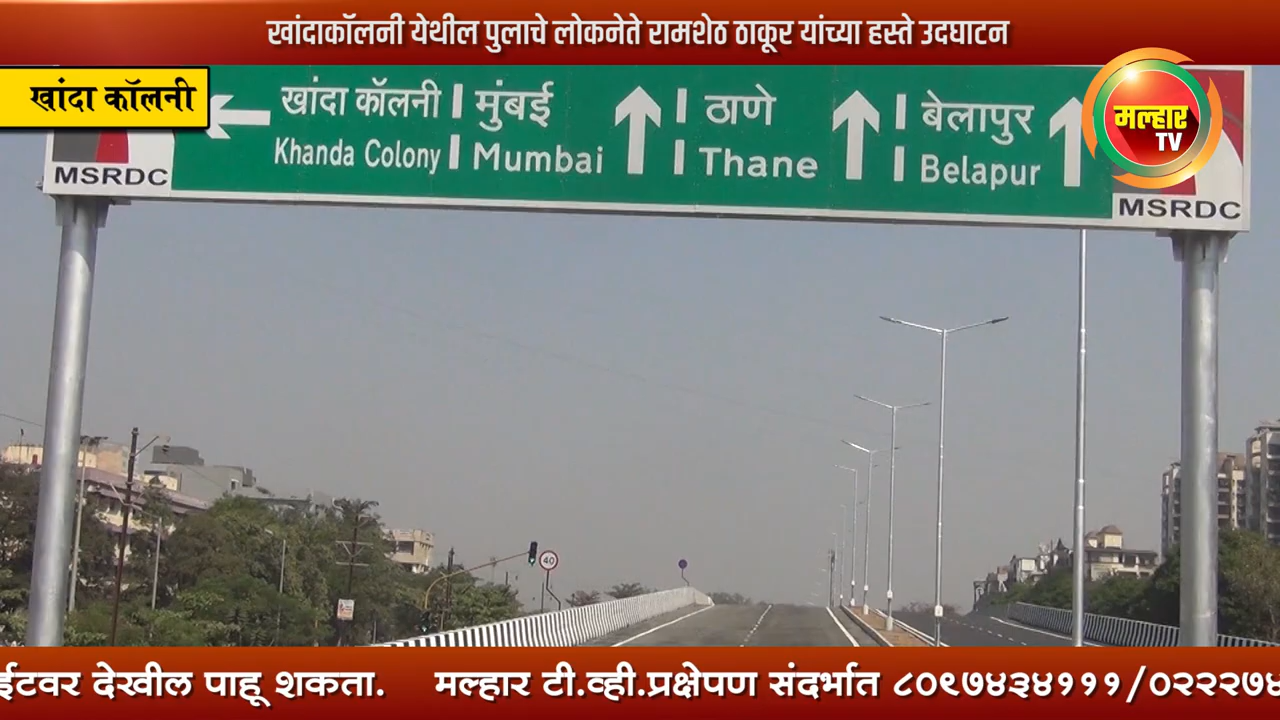 खांदाकॉलनी येथील पुलाचे लोकनेते रामशेठ ठाकूर यांच्या हस्ते उदघाटन
खांदा कॉलनी
मल्हार
TV
खांदा कॉलनी
Khanda Colony
मुंबई
Mumbai
ठाणे
Thane
बेलापुर
Belapur
MSRDC
MSRDC
40
ईटवर देखील पाहू शकता. मल्हार टी.व्ही.प्रक्षेपण संदर्भात ८०९७४३४१११/०२२२७४